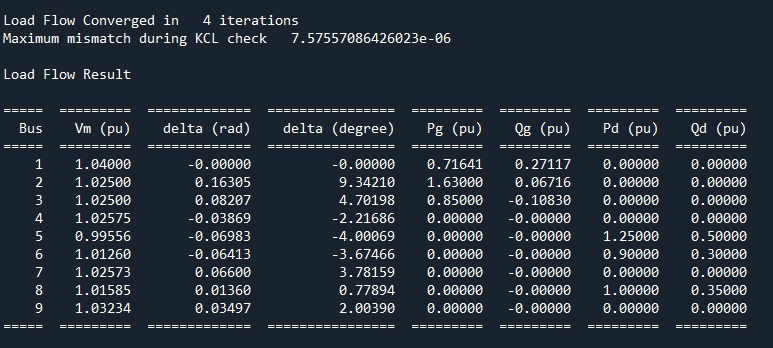 Load Flow Converged in   4 iterations
Maximum mismatch during KCL check   7.57557086426023e-06
Load Flow Result
=====  =========  =============  ================  =========  =========  =========  =========
  Bus    Vm (pu)    delta (rad)    delta (degree)    Pg (pu)    Qg (pu)    Pd (pu)    Qd (pu)
=====  =========  =============  ================  =========  =========  =========  =========
    1    1.04000       -0.00000          -0.00000    0.71641    0.27117    0.00000    0.00000
    2    1.02500        0.16305           9.34210    1.63000    0.06716    0.00000    0.00000
    3    1.02500        0.08207           4.70198    0.85000   -0.10830    0.00000    0.00000
    4    1.02575       -0.03869          -2.21686    0.00000   -0.00000    0.00000    0.00000
    5    0.99556       -0.06983          -4.00069    0.00000   -0.00000    1.25000    0.50000
    6    1.01260       -0.06413          -3.67466    0.00000   -0.00000    0.90000    0.30000
    7    1.02573        0.06600           3.78159    0.00000   -0.00000    0.00000    0.00000
    8    1.01585        0.01360           0.77894    0.00000   -0.00000    1.00000    0.35000
    9    1.03234        0.03497           2.00390    0.00000   -0.00000    0.00000    0.00000
=====  =========  =============  ================  =========  =========  =========  =========